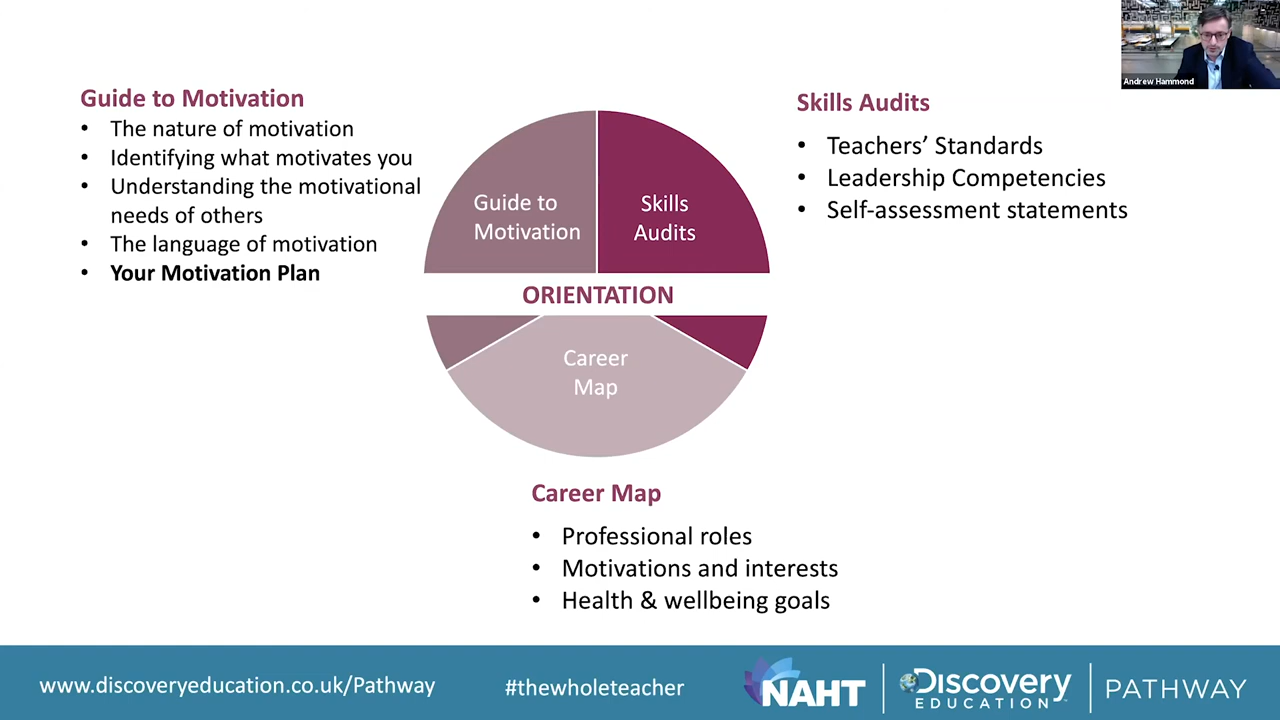 Andrew Hammond
Guide to Motivation
• The nature of motivation
• Identifying what motivates you
• Understanding the motivational
needs of others
• The language of motivation
• Your Motivation Plan
Guide to
Motivation
Skills
Audits
ORIENTATION
Career
Map
Skills Audits
• Teachers’ Standards
• Leadership Competencies
• Self-assessment statements
Career Map
• Professional roles
• Motivations and interests
• Health & wellbeing goals
www.discoveryeducation.co.uk/Pathway
#thewholeteacher
NAHT
Discovery
EDUCATION
PATHWAY